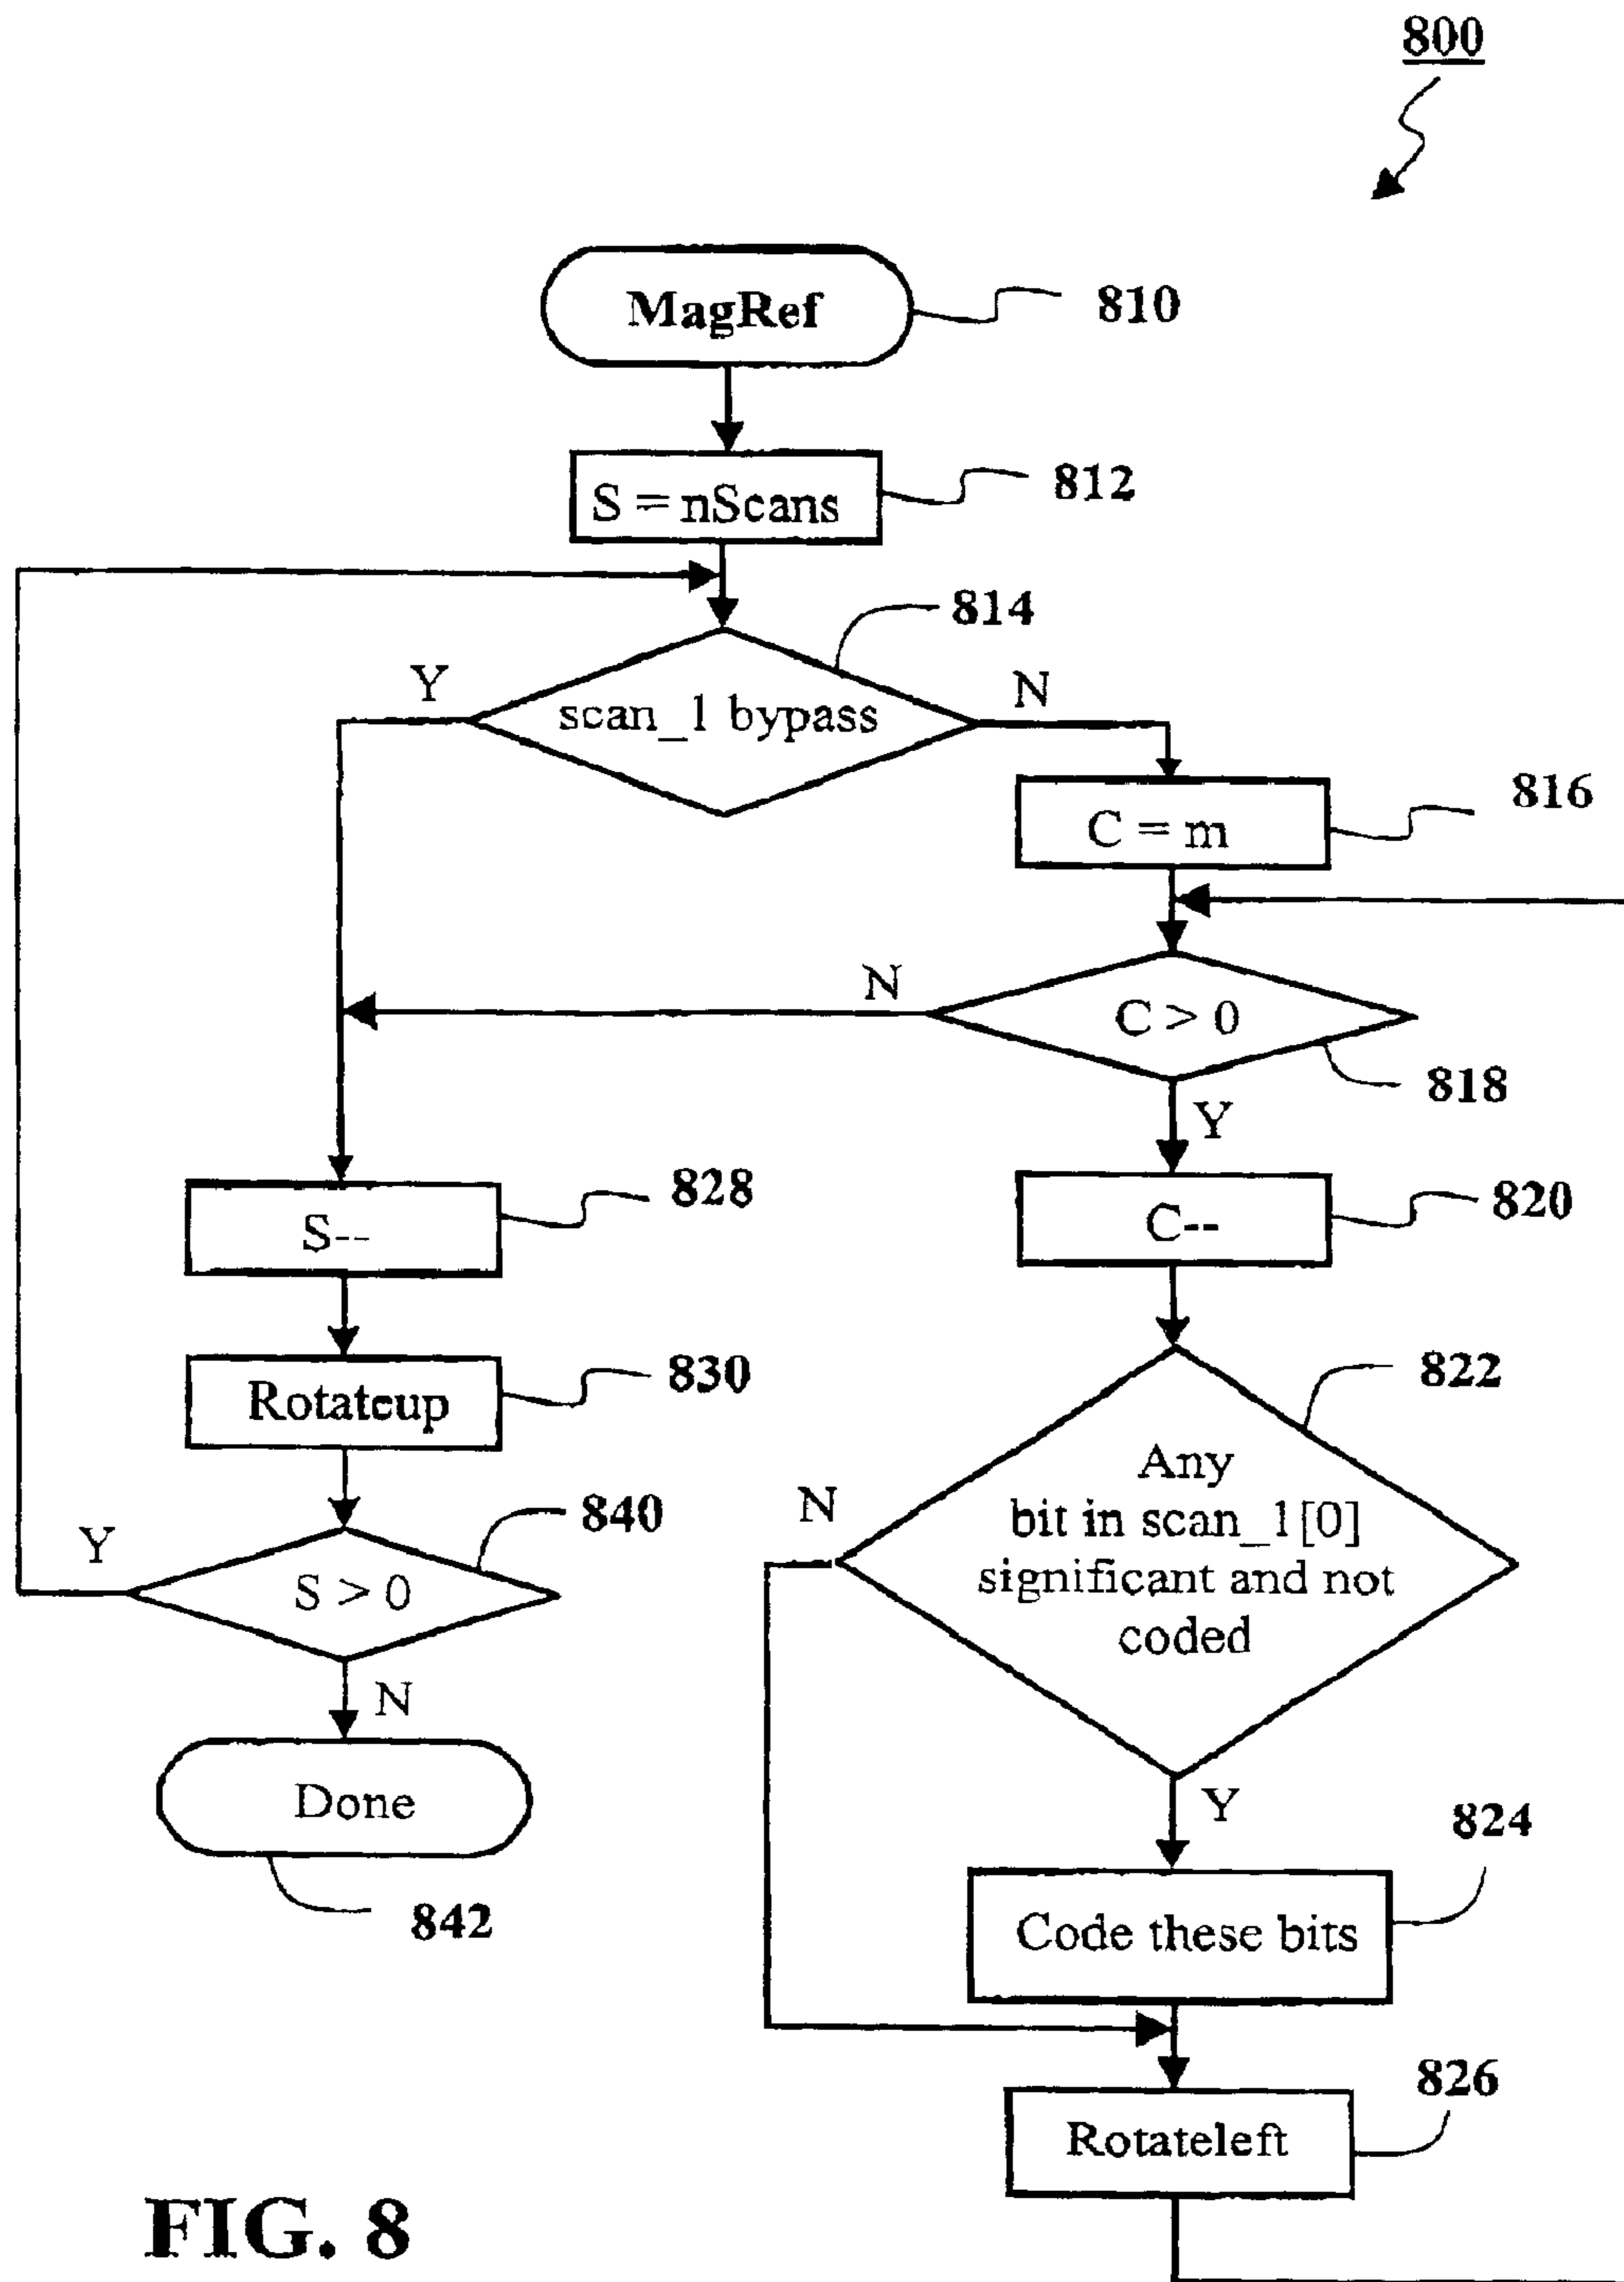 800
MagRef
810
S = nScans
812
814
Y
N
scan_1 bypass
816
C = m
N
C > 0
818
Y
828
S--
820
C--
830
Rotateup
822
Any
bit in scan_1[0]
significant and not
coded
N
840
Y
S > 0
N
Done
842
Y
824
Code these bits
826
Rotateleft
FIG. 8